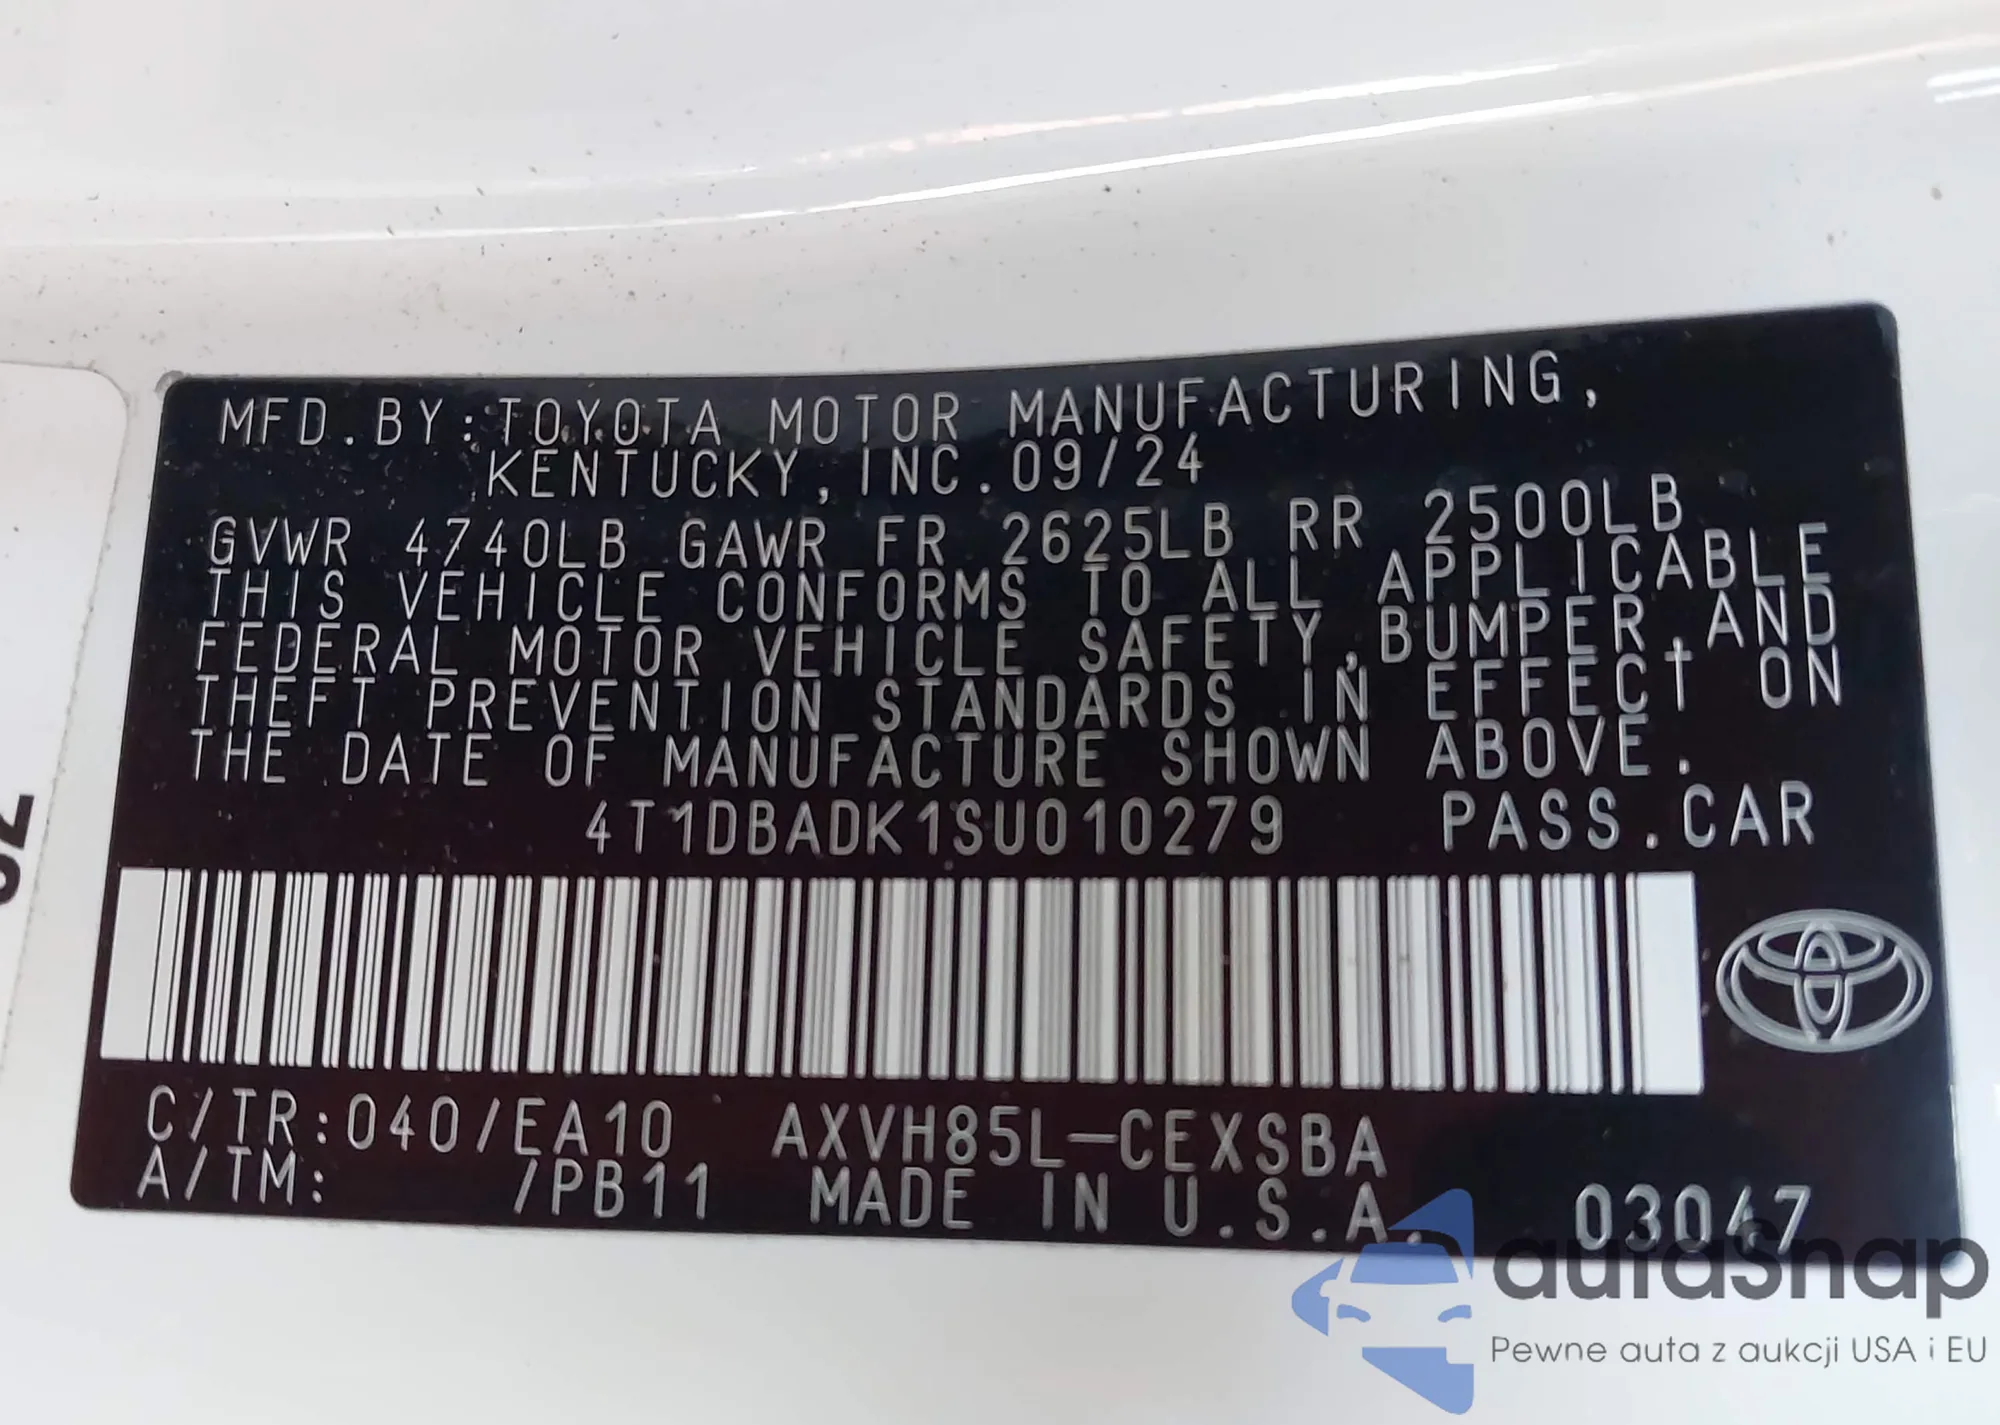 MFD.BY:TOYOTA MOTOR MANUFACTURING,
KENTUCKY,INC.09/24
GVWR 4740LB GAWR FR 2625LB RR 2500LB
THIS VEHICLE CONFORMS TO ALL APPLICABLE
FEDERAL MOTOR VEHICLE SAFETY,BUMPER,AND
THEFT PREVENTION STANDARDS IN EFFECT ON
THE DATE OF MANUFACTURE SHOWN ABOVE.
4T1DBADK1SU010279 PASS.CAR
C/TR:040/EA10 AXVH85L-CEXSBA
A/TM: /PB11 MADE IN U.S.A. 03047
autaSnap
Pewne auta z aukcji USA i EU